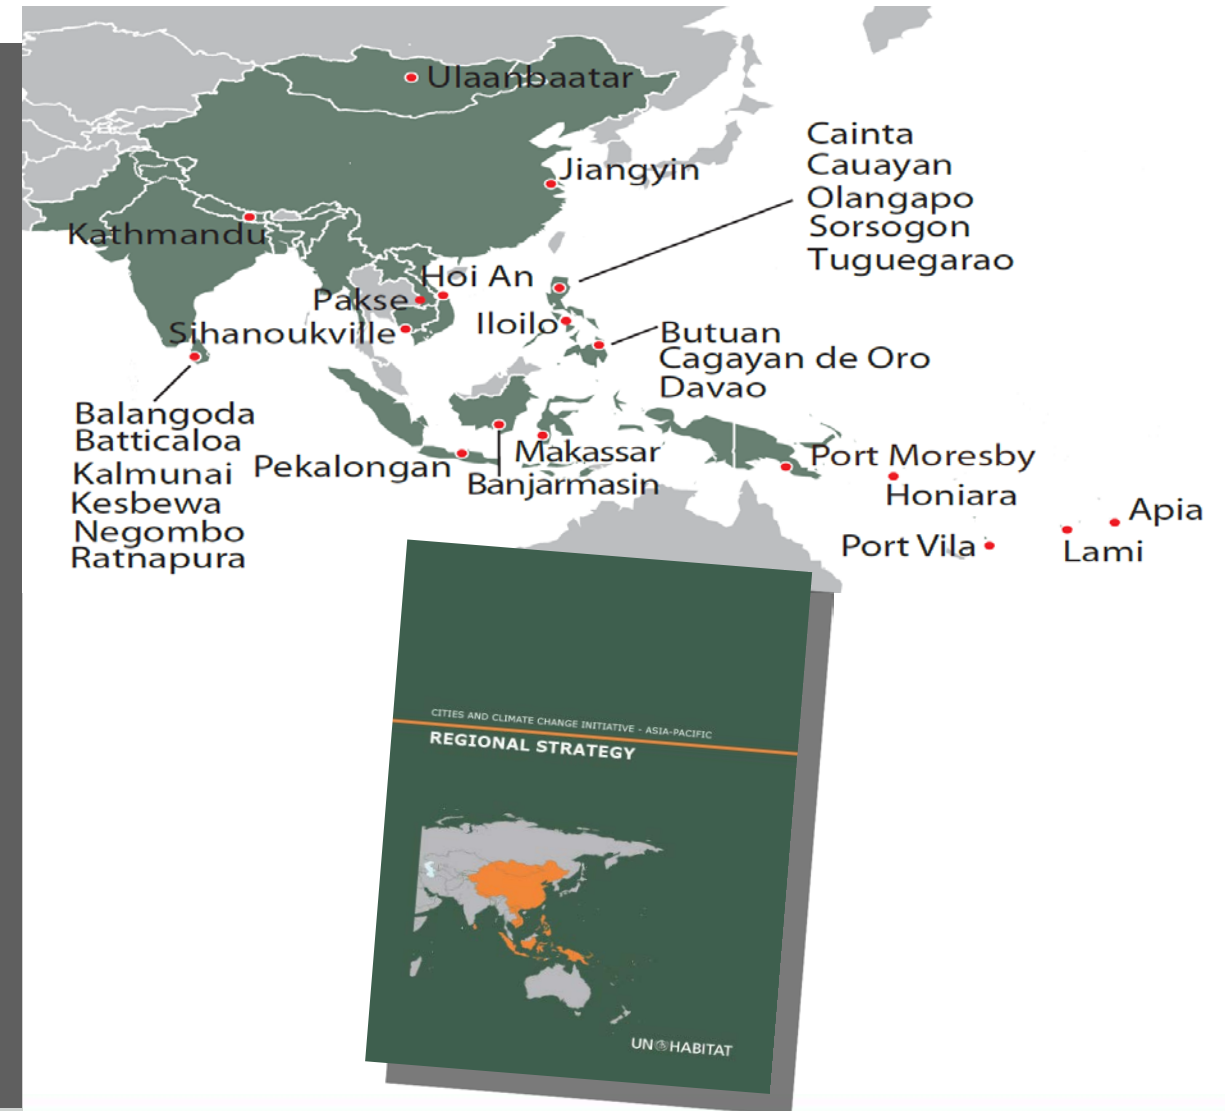 Ulaanbaatar
Jiangyin
Cainta
Cauayan
Olangapo
Sorsogon
Tuguegarao
Kathmandu
Hoi An
Pakse
Sihanoukville
Iloilo
Butuan
Cagayan de Oro
Davao
Balangoda
Batticaloa
Kalmunai
Kesbewa
Negombo
Ratnapura
Pekalongan
Makassar
Banjarmasin
Port Moresby
Honiara
Apia
Port Vila
Lami
CITIES AND CLIMATE CHANGE INITIATIVE - ASIA-PACIFIC
REGIONAL STRATEGY
UN HABITAT